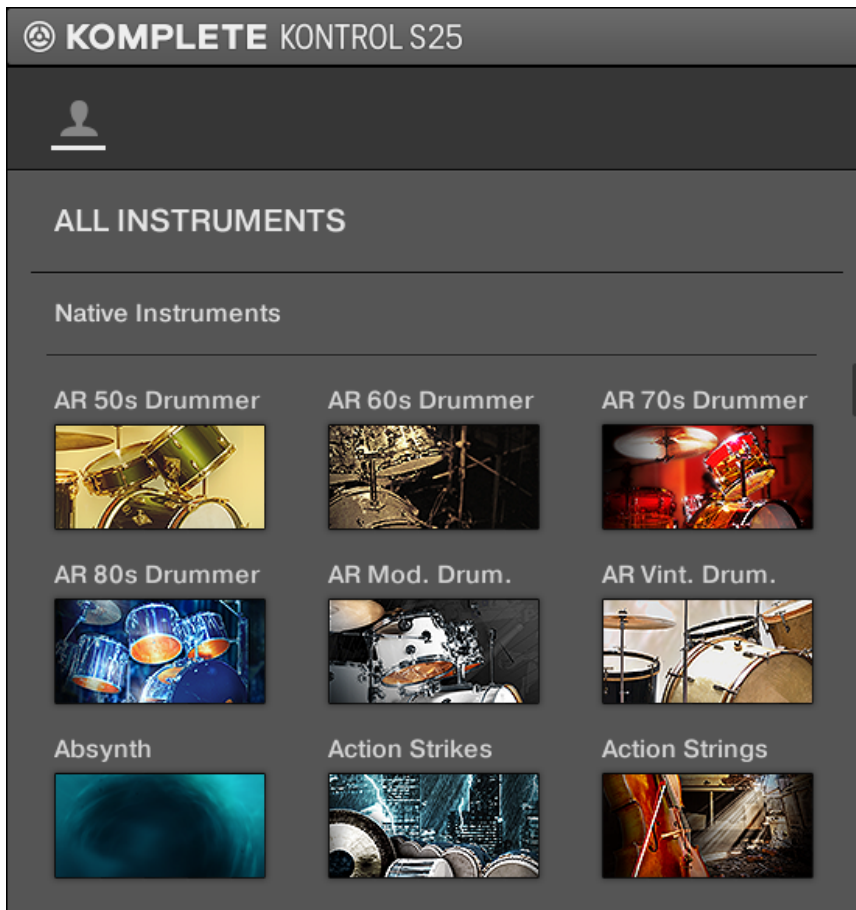 KOMPLETE KONTROL S25
ALL INSTRUMENTS
Native Instruments
AR 50s Drummer
AR 60s Drummer
AR 70s Drummer
AR 80s Drummer
AR Mod. Drum.
AR Vint. Drum.
Absynth
Action Strikes
Action Strings